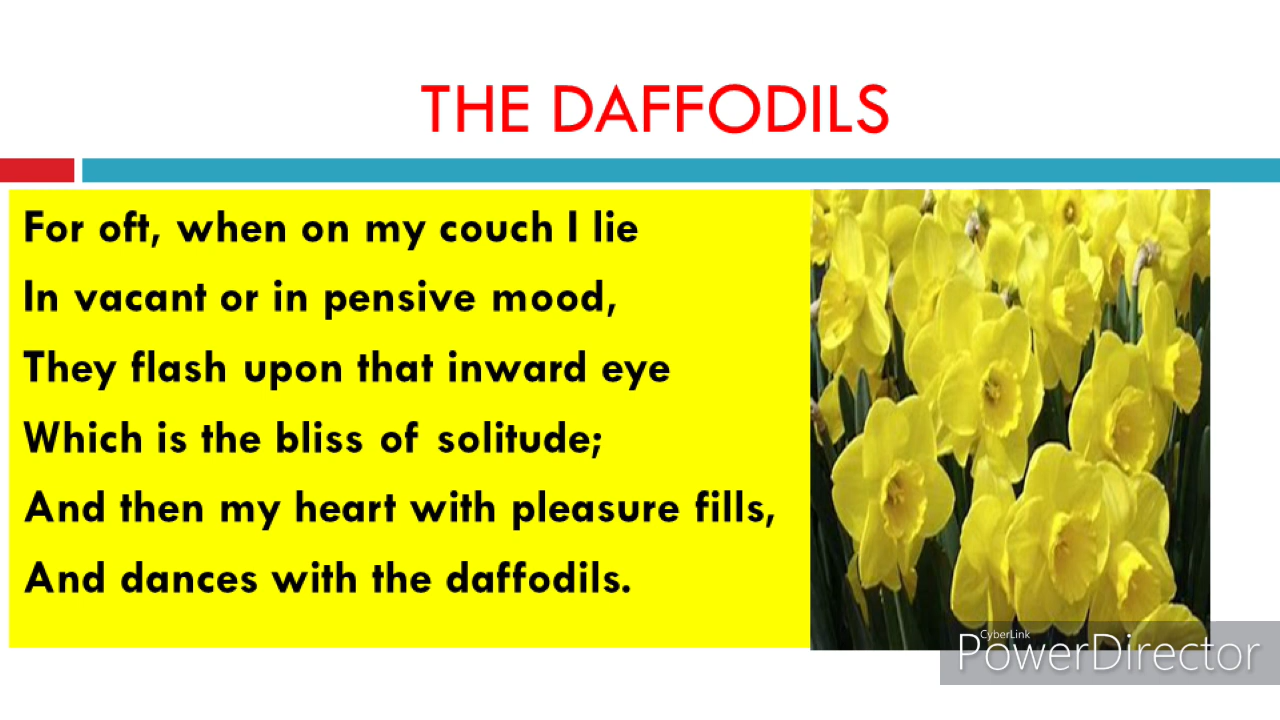 THE DAFFODILS
For oft, when on my couch I lie
In vacant or in pensive mood,
They flash upon that inward eye
Which is the bliss of solitude;
And then my heart with pleasure fills,
And dances with the daffodils.
CyberLink
PowerDirector